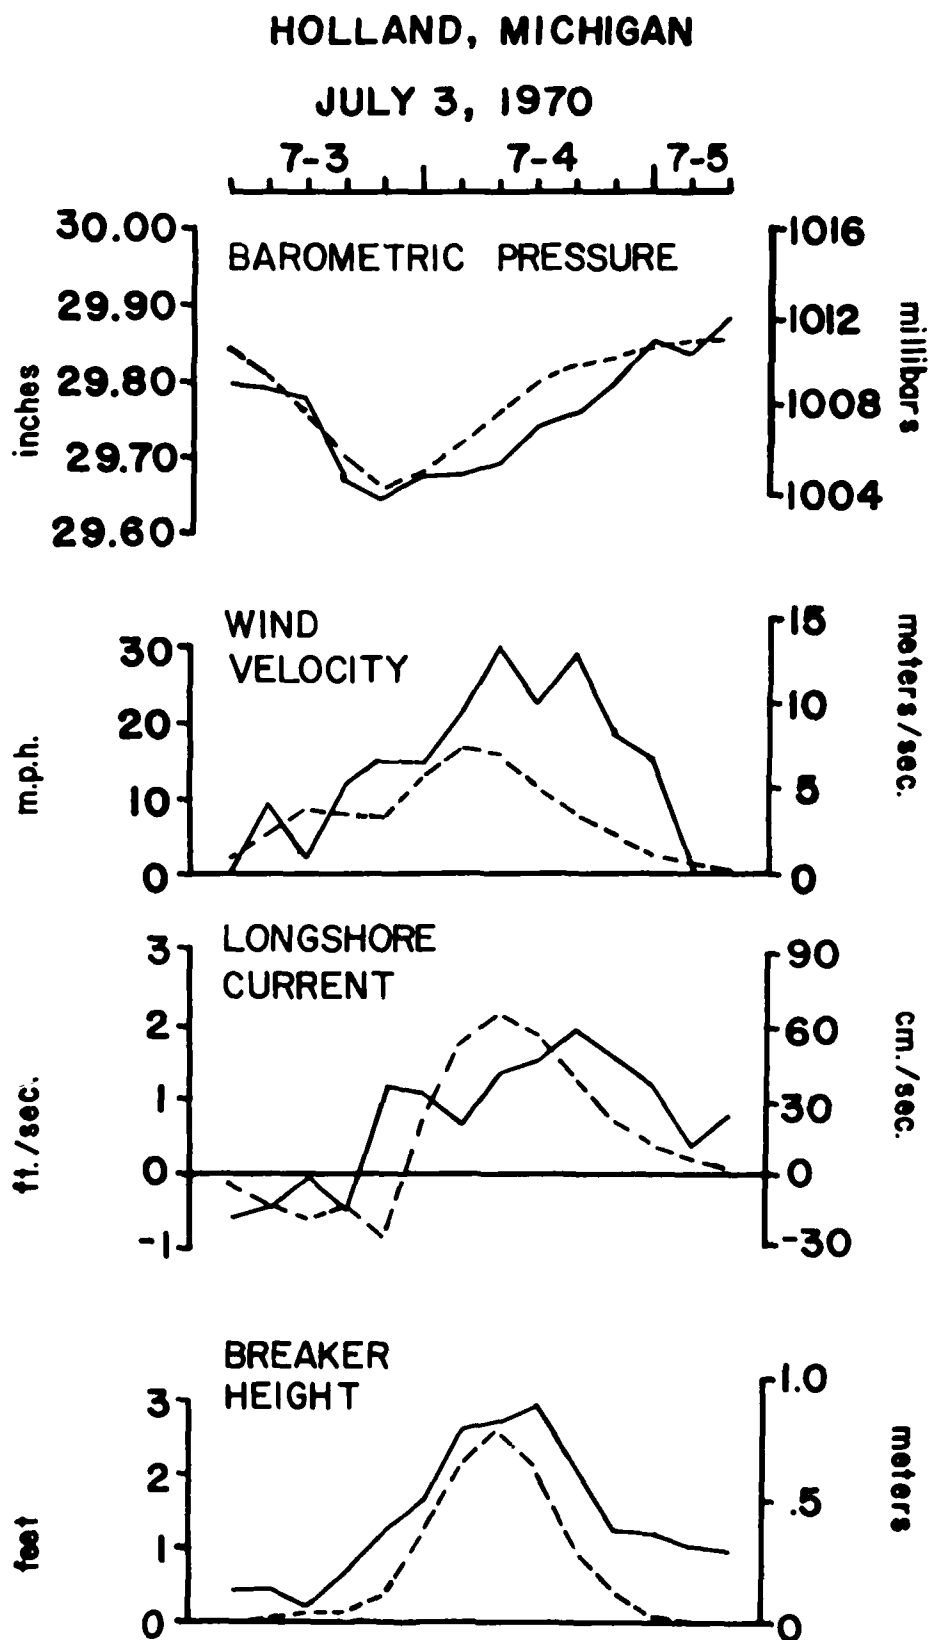 HOLLAND, MICHIGAN
JULY 3, 1970
7-3 7-4 7-5
BAROMETRIC PRESSURE
30.00
29.90
29.80
29.70
29.60
inches
1016
1012
1008
1004
millibars
WIND
VELOCITY
30
20
10
0
m.p.h.
15
10
5
0
meters/sec.
LONGSHORE
CURRENT
3
2
1
0
-1
ft./sec.
90
60
30
0
-30
cm./sec.
BREAKER
HEIGHT
3
2
1
0
feet
1.0
.5
0
meters